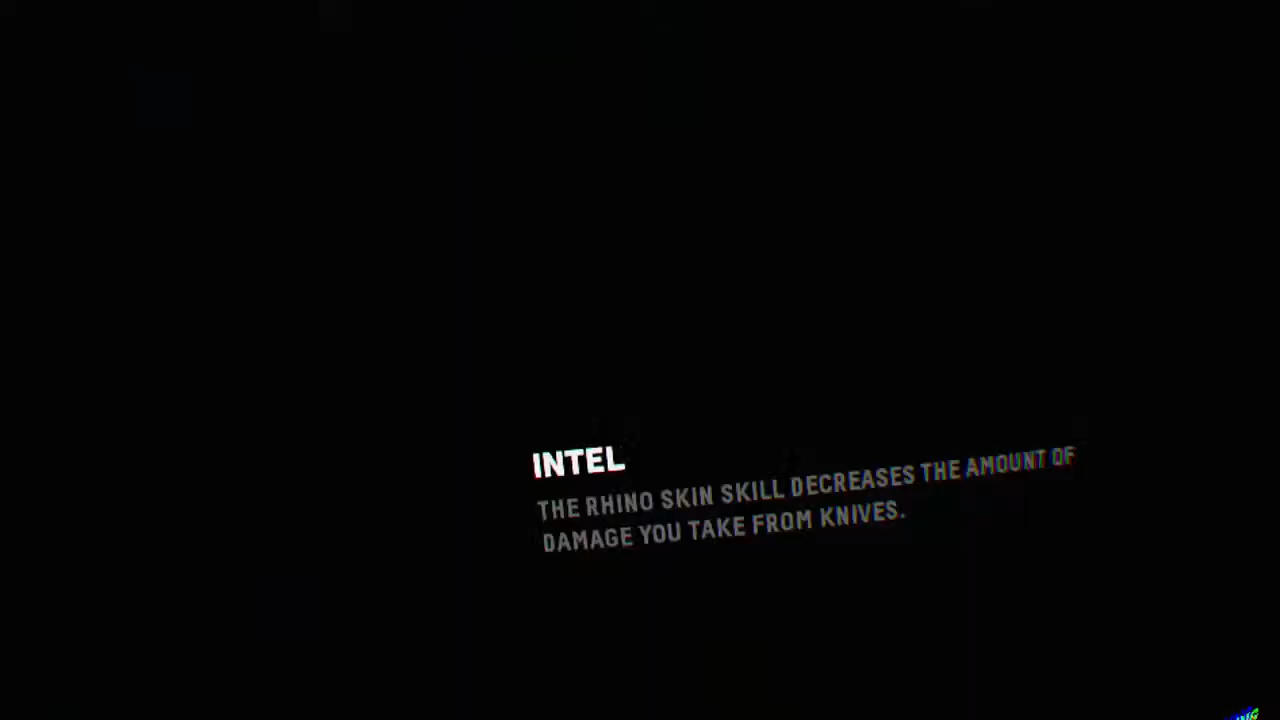 INTEL
THE RHINO SKIN SKILL DECREASES THE AMOUNT OF
DAMAGE YOU TAKE FROM KNIVES.